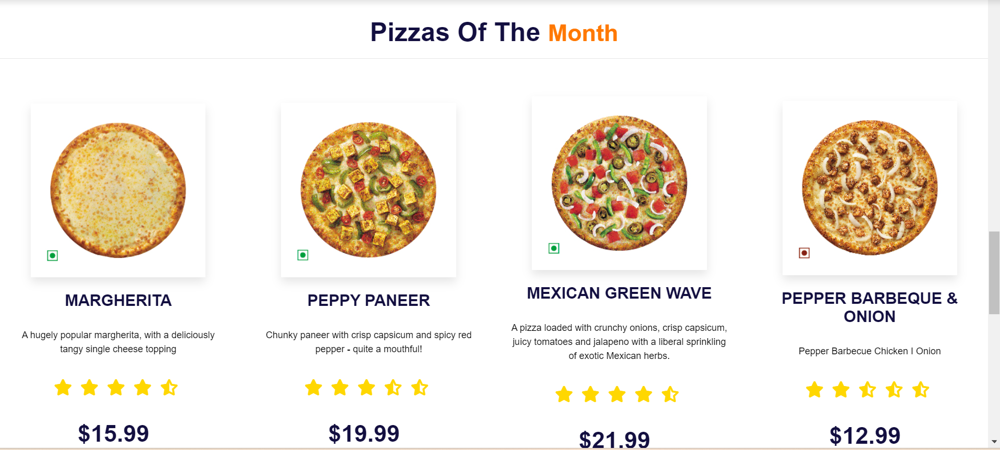 Pizzas Of The Month
MARGHERITA
A hugely popular margherita, with a deliciously
tangy single cheese topping
$15.99
PEPPY PANEER
Chunky paneer with crisp capsicum and spicy red
pepper - quite a mouthful!
$19.99
MEXICAN GREEN WAVE
A pizza loaded with crunchy onions, crisp capsicum,
juicy tomatoes and jalapeno with a liberal sprinkling
of exotic Mexican herbs.
$21.99
PEPPER BARBEQUE &
ONION
Pepper Barbecue Chicken I Onion
$12.99